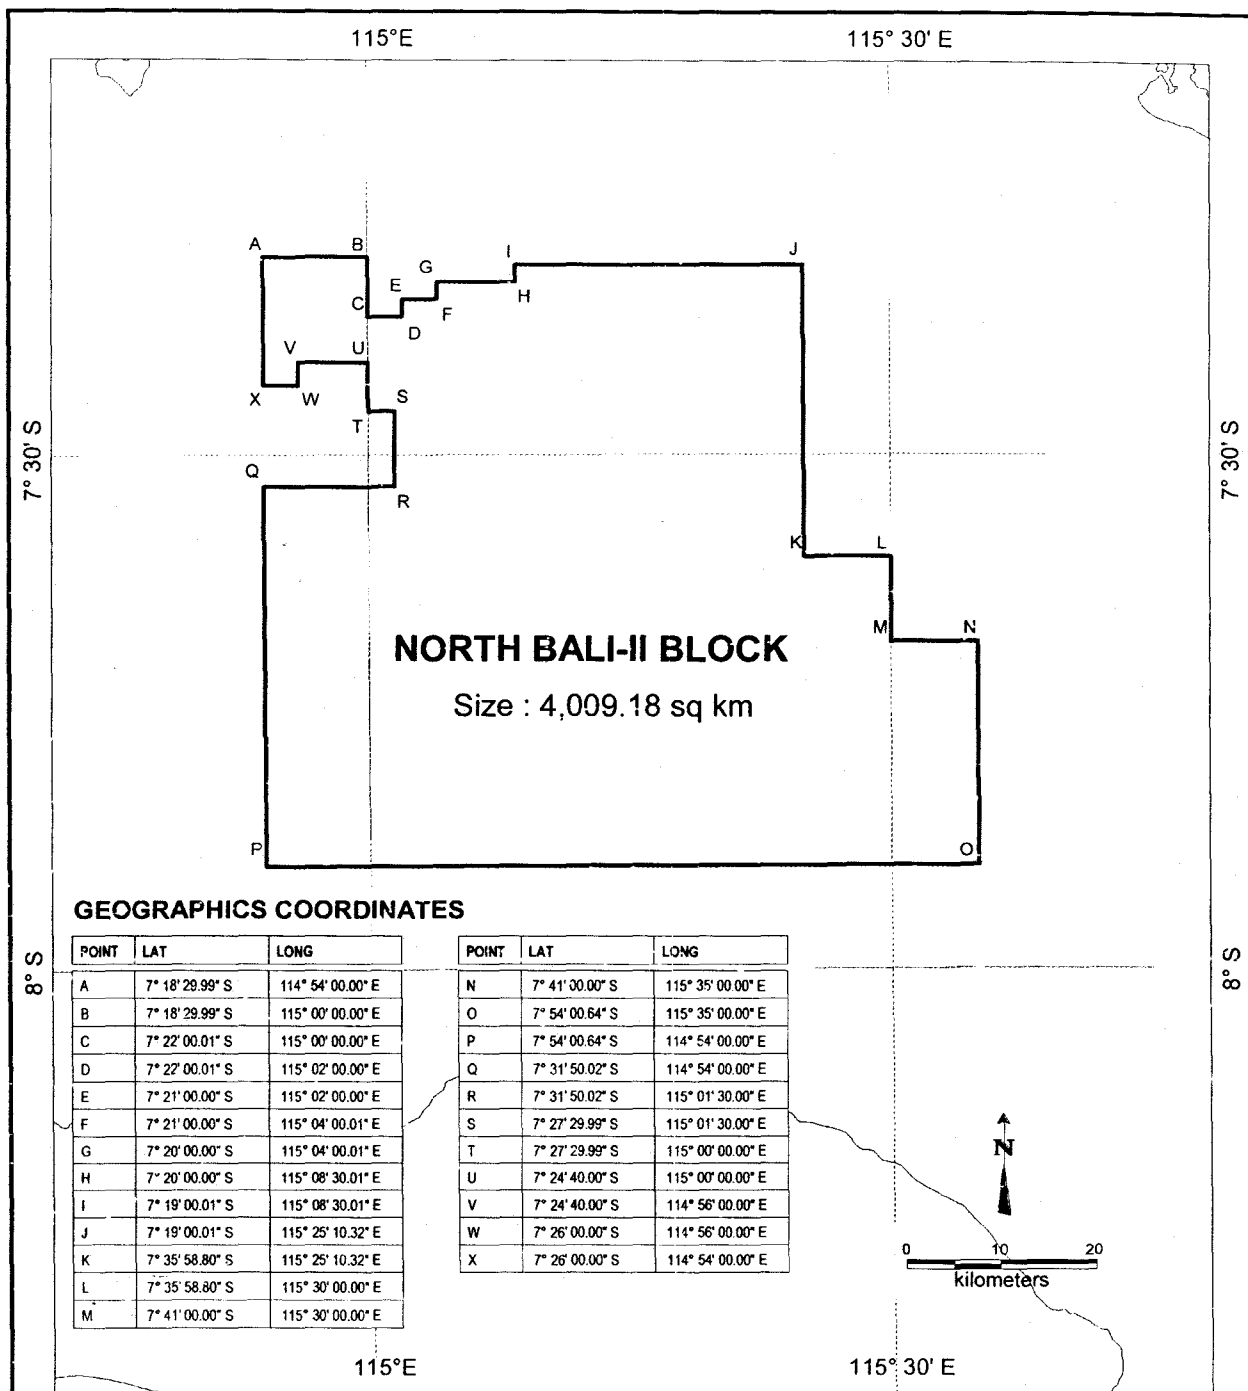 115°E 115° 30' E
A B I J
G
E H
C F
D
V U
X W S
T
7° 30' S 7° 30' S
Q
R
K L
M N
NORTH BALI-II BLOCK
Size : 4,009.18 sq km
P O
GEOGRAPHICS COORDINATES
POINT LAT LONG POINT LAT LONG
8° S 8° S
A 7° 18' 29.99" S 114° 54' 00.00" E N 7° 41' 00.00" S 115° 35' 00.00" E
B 7° 18' 29.99" S 115° 00' 00.00" E O 7° 54' 00.64" S 115° 35' 00.00" E
C 7° 22' 00.01" S 115° 00' 00.00" E P 7° 54' 00.64" S 114° 54' 00.00" E
D 7° 22' 00.01" S 115° 02' 00.00" E Q 7° 31' 50.02" S 114° 54' 00.00" E
E 7° 21' 00.00" S 115° 02' 00.00" E R 7° 31' 50.02" S 115° 01' 30.00" E
F 7° 21' 00.00" S 115° 04' 00.01" E S 7° 27' 29.99" S 115° 01' 30.00" E
G 7° 20' 00.00" S 115° 04' 00.01" E T 7° 27' 29.99" S 115° 00' 00.00" E
H 7° 20' 00.00" S 115° 08' 30.01" E U 7° 24' 40.00" S 115° 00' 00.00" E
I 7° 19' 00.01" S 115° 08' 30.01" E V 7° 24' 40.00" S 114° 56' 00.00" E
J 7° 19' 00.01" S 115° 25' 10.32" E W 7° 26' 00.00" S 114° 56' 00.00" E
K 7° 35' 58.80" S 115° 25' 10.32" E X 7° 26' 00.00" S 114° 54' 00.00" E
L 7° 35' 58.80" S 115° 30' 00.00" E
M 7° 41' 00.00" S 115° 30' 00.00" E
N
0 10 20
kilometers
115°E 115° 30' E